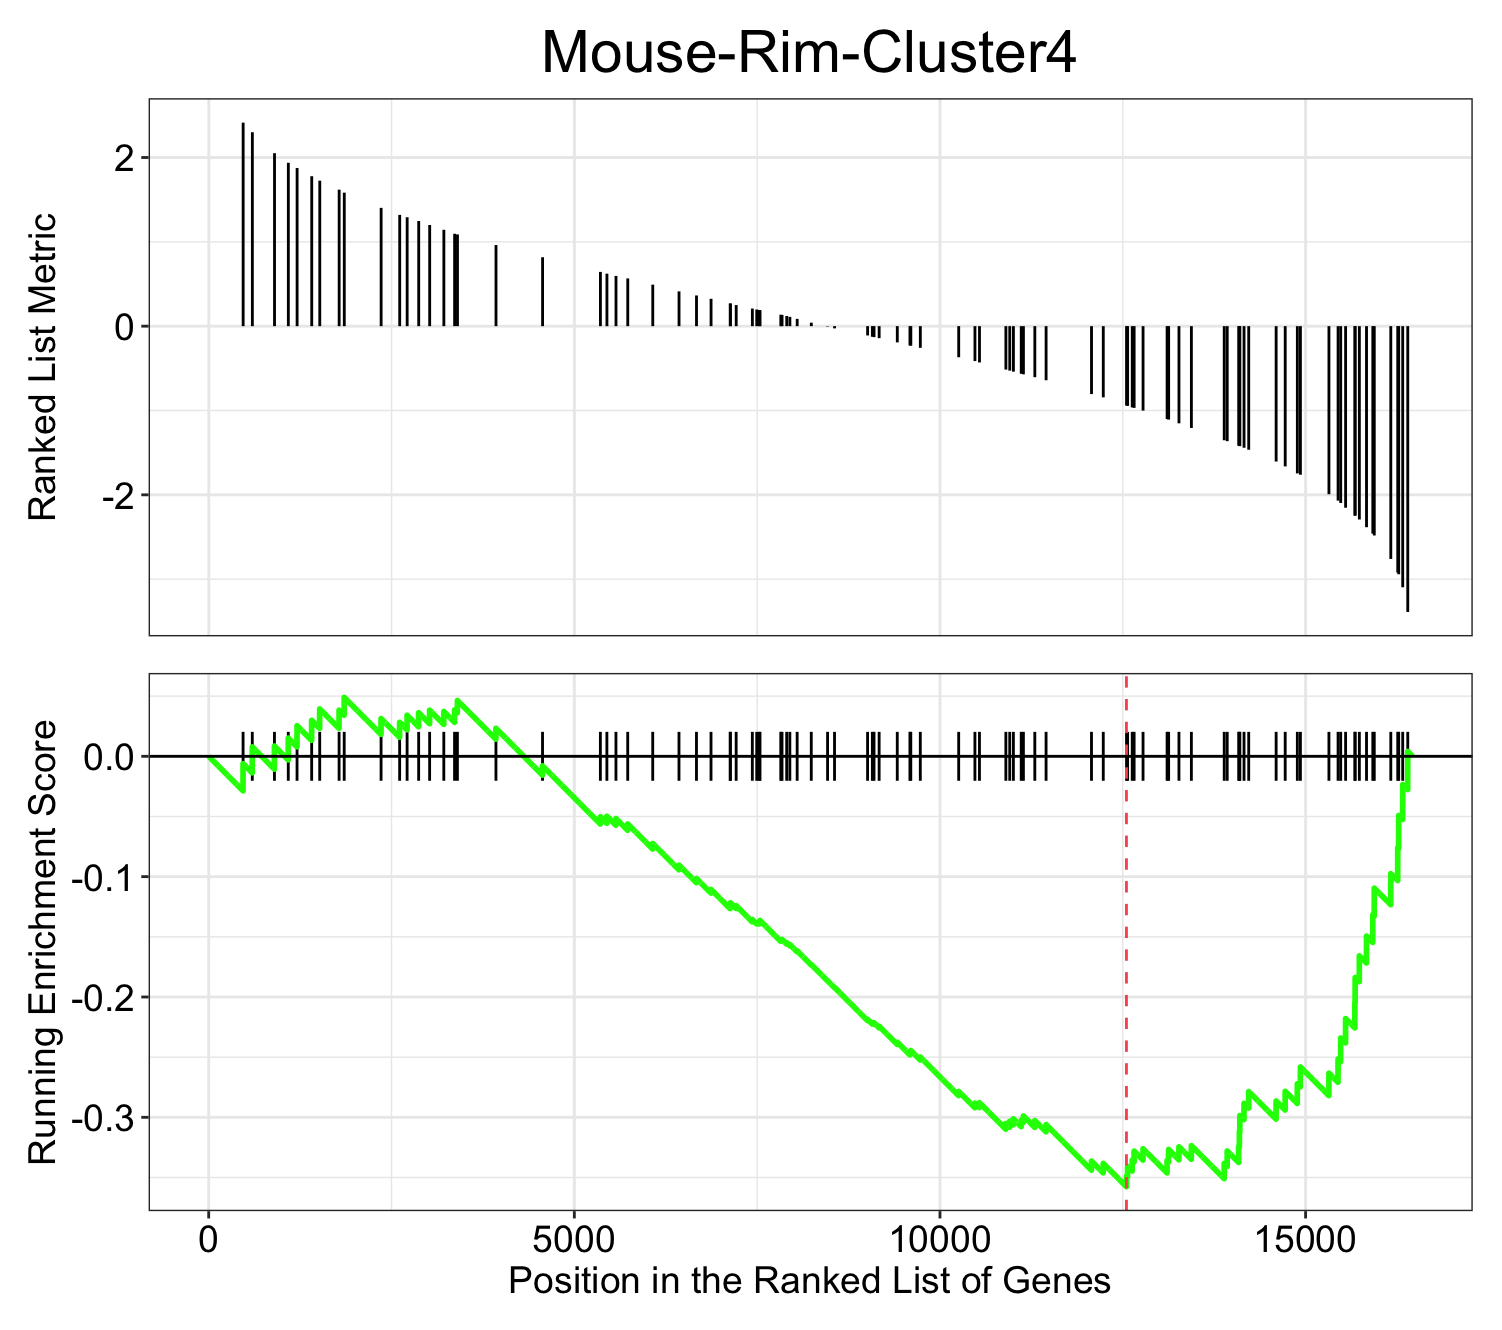 Mouse-Rim-Cluster4
Ranked List Metric
2
0
-2
Running Enrichment Score
0.0
-0.1
-0.2
-0.3
0 5000 10000 15000
Position in the Ranked List of Genes